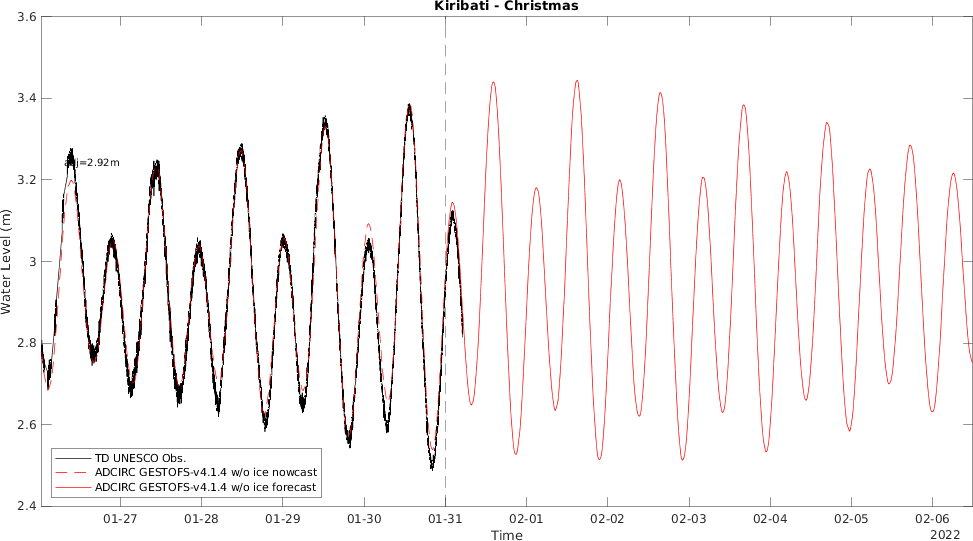 Kiribati - Christmas
3.6
3.4
3.2
3
2.8
2.6
2.4
Water Level (m)
adj=2.92m
TD UNESCO Obs.
ADCIRC GESTOFS-v4.1.4 w/o ice nowcast
ADCIRC GESTOFS-v4.1.4 w/o ice forecast
01-27 01-28 01-29 01-30 01-31 02-01 02-02 02-03 02-04 02-05 02-06
Time
2022